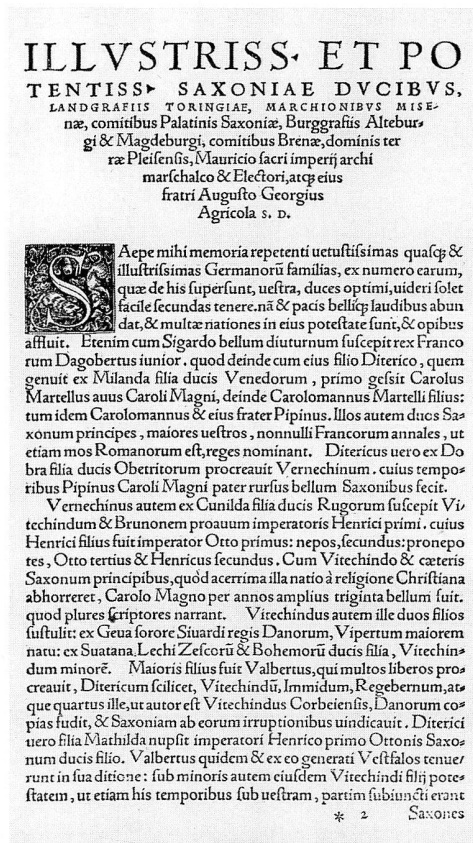 ILLVSTRISS. ET PO
TENTISS. SAXONIAE DVCIBVS,
LANDGRAFIIS TORINGIAE, MARCHIONIBVS MISE-
næ, comitibus Palatinis Saxoniæ, Burggrafiis Altebur-
gi & Magdeburgi, comitibus Brenæ, dominis ter
ræ Pleisensis, Mauricio sacri imperij archi
marschalco & Electori, atq; eius
fratri Augusto Georgius
Agricola S. D.
SAepe mihi memoria repetenti uetustissimas quasq; &
illustrissimas Germanorũ familias, ex numero earum,
quæ de his supersunt, uestra, duces optimi, uideri solet
facile secundas tenere. nã & pacis belliq; laudibus abun
dat, & multæ nationes in eius potestate sunt, & opibus
affluit. Etenim cum Sigardo bellum diuturnum suscepit rex Franco
rum Dagobertus iunior. quod deinde cum eius filio Diterico, quem
genuit ex Milanda filia ducis Venedorum, primo gessit Carolus
Martellus auus Caroli Magni, deinde Carolomannus Martelli filius:
tum idem Carolomannus & eius frater Pipinus. Illos autem duos Sa-
xonum principes, maiores uestros, nonnulli Francorum annales, ut
etiam mos Romanorum est, reges nominant. Ditericus uero ex Do
bra filia ducis Obetritorum procreauit Vernechinum. cuius tempo-
ribus Pipinus Caroli Magni pater rursus bellum Saxonibus fecit.
Vernechinus autem ex Cunilda filia ducis Rugorum suscepit Vi-
techindum & Brunonem proauum imperatoris Henrici primi. cuius
Henrici filius fuit imperator Otto primus: nepos, secundus: pronepo
tes, Otto tertius & Henricus secundus. Cum Vitechindo & cæteris
Saxonum principibus, quòd acerrima illa natio à religione Christiana
abhorreret, Carolo Magno per annos amplius triginta bellum fuit.
quod plures scriptores narrant. Vitechindus autem ille duos filios
sustulit: ex Geua sorore Siuardi regis Danorum, Vipertum maiorem
natu: ex Suatana, Lechi Zescorũ & Bohemorũ ducis filia, Vitechin-
dum minorẽ. Maioris filius fuit Valbertus, qui multos liberos pro-
creauit, Ditericum scilicet, Vitechindũ, Immidum, Regebernum, at-
que quartus ille, ut autor est Vitechindus Corbeiensis, Danorum co-
pias fudit, & Saxoniam ab eorum irruptionibus uindicauit. Diterici
uero filia Mathilda nupsit imperatori Henrico primo Ottonis Saxo-
num ducis filio. Valbertus quidem & ex eo generati Vestfalos tenue-
runt in sua ditione: sub minoris autem eiusdem Vitechindi filij pote-
statem, ut etiam his temporibus sub uestram, partim subiuncti erant
* 2 Saxones